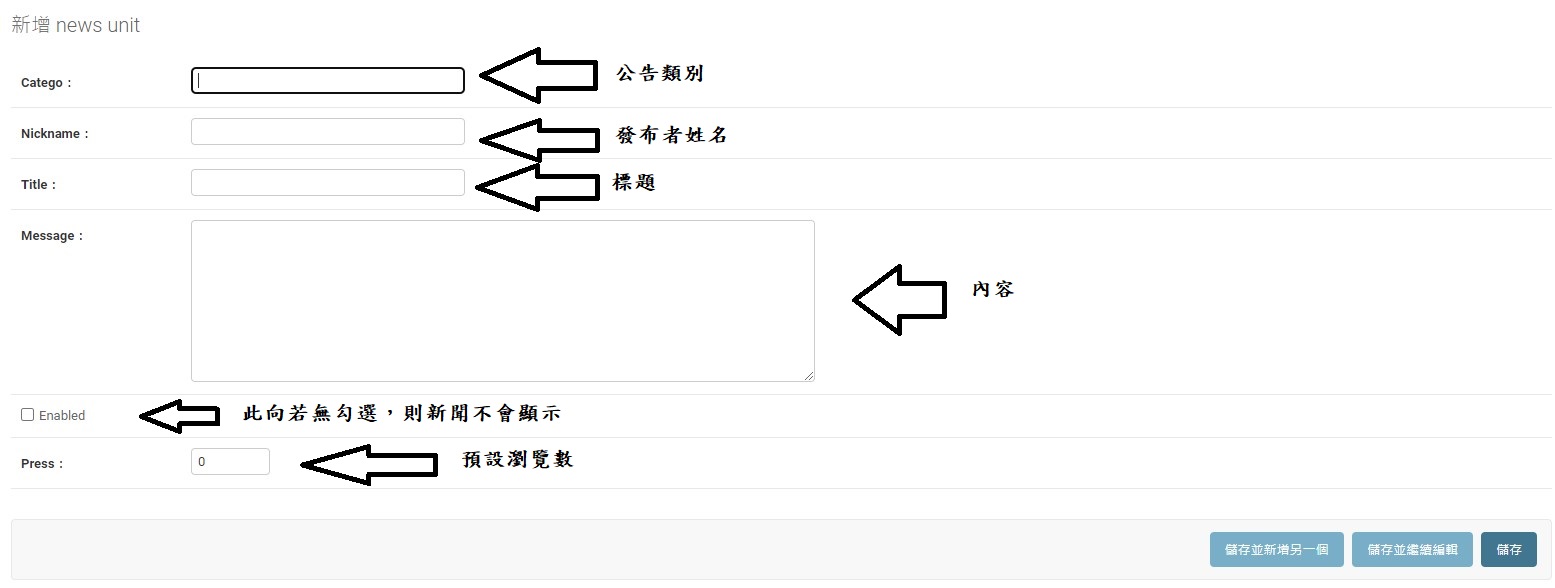 新增 news unit
Catego： 公告類別
Nickname： 發布者姓名
Title： 標題
Message： 內容
Enabled 此向若無勾選，則新聞不會顯示
Press： 0 預設瀏覽數
儲存並新增另一個 儲存並繼續編輯 儲存